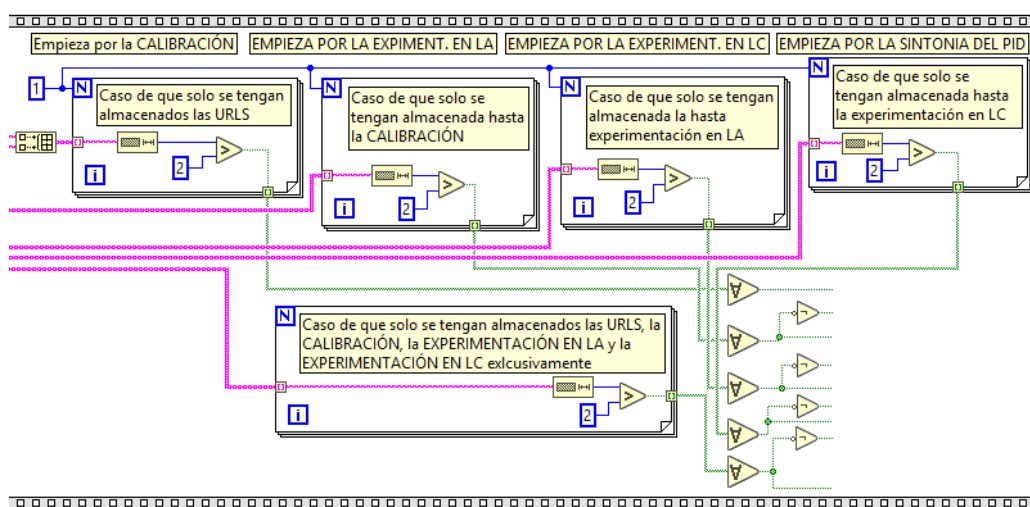 Empieza por la CALIBRACIÓN
EMPIEZA POR LA EXPIMENT. EN LA
EMPIEZA POR LA EXPERIMENT. EN LC
EMPIEZA POR LA SINTONIA DEL PID
1
N
Caso de que solo se tengan
almacenados las URLS
2
>
i
N
Caso de que solo se
tengan almacenada hasta
la CALIBRACIÓN
2
>
i
N
Caso de que solo se tengan
almacenada la hasta
experimentación en LA
2
>
i
N
Caso de que solo se
tengan almacenada hasta
la experimentación en LC
2
>
i
N
Caso de que solo se tengan almacenados las URLS, la
CALIBRACIÓN, la EXPERIMENTACIÓN EN LA y la
EXPERIMENTACIÓN EN LC exlcusivamente
2
>
i
∀
∀
¬
∀
¬
∀
¬
∀
¬